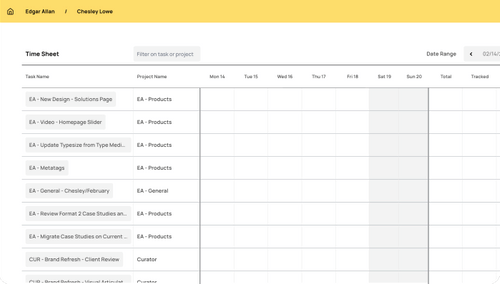 Edgar Allan / Chesley Lowe
Time Sheet Filter on task or project Date Range 02/14/
Task Name Project Name Mon 14 Tue 15 Wed 16 Thu 17 Fri 18 Sat 19 Sun 20 Total Tracked
EA - New Design - Solutions Page EA - Products
EA - Video - Homepage Slider EA - Products
EA - Update Typesize from Type Medi... EA - Products
EA - Metatags EA - Products
EA - General - Chesley/February EA - General
EA - Review Format 2 Case Studies an... EA - Products
EA - Migrate Case Studies on Current ... EA - Products
CUR - Brand Refresh - Client Review Curator
CUR - Brand Refresh - Visual Articulat... Curator